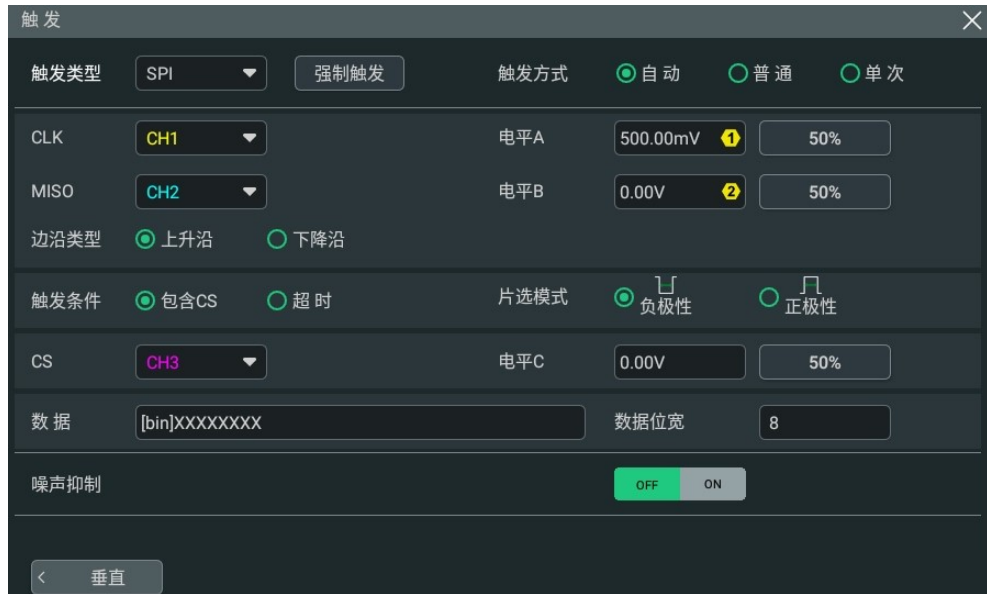 触发
触发类型 SPI 强制触发 触发方式 自动 普通 单次
CLK CH1 电平A 500.00mV 1 50%
MISO CH2 电平B 0.00V 2 50%
边沿类型 上升沿 下降沿
触发条件 包含CS 超时 片选模式 负极性 正极性
CS CH3 电平C 0.00V 50%
数据 [bin]XXXXXXXX 数据位宽 8
噪声抑制 OFF ON
< 垂直